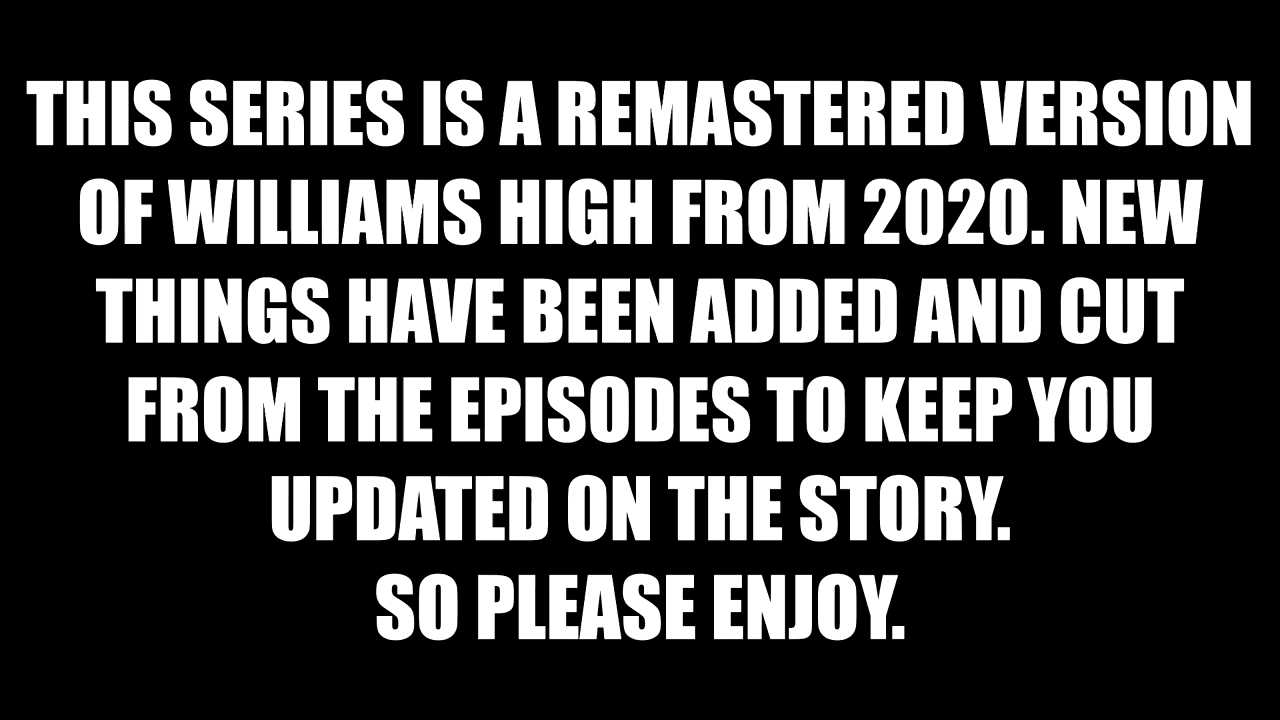 THIS SERIES IS A REMASTERED VERSION
OF WILLIAMS HIGH FROM 2020. NEW
THINGS HAVE BEEN ADDED AND CUT
FROM THE EPISODES TO KEEP YOU
UPDATED ON THE STORY.
SO PLEASE ENJOY.